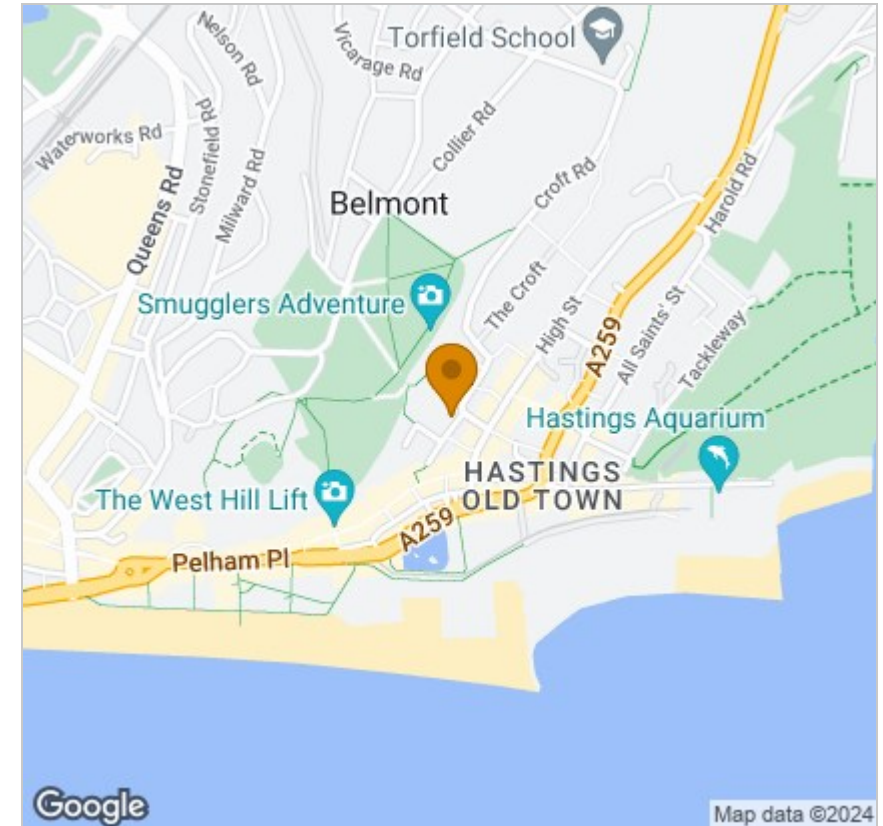 Torfield School
Nelson Rd
Vicarage Rd
Waterworks Rd
Stonefield Rd
Collier Rd
Milward Rd
Queens Rd
Belmont
Croft Rd
Harold Rd
Smugglers Adventure
The Croft
High St
A259
All Saints' St
Tackleway
Hastings Aquarium
HASTINGS
OLD TOWN
The West Hill Lift
A259
Pelham Pl
Google
Map data ©2024